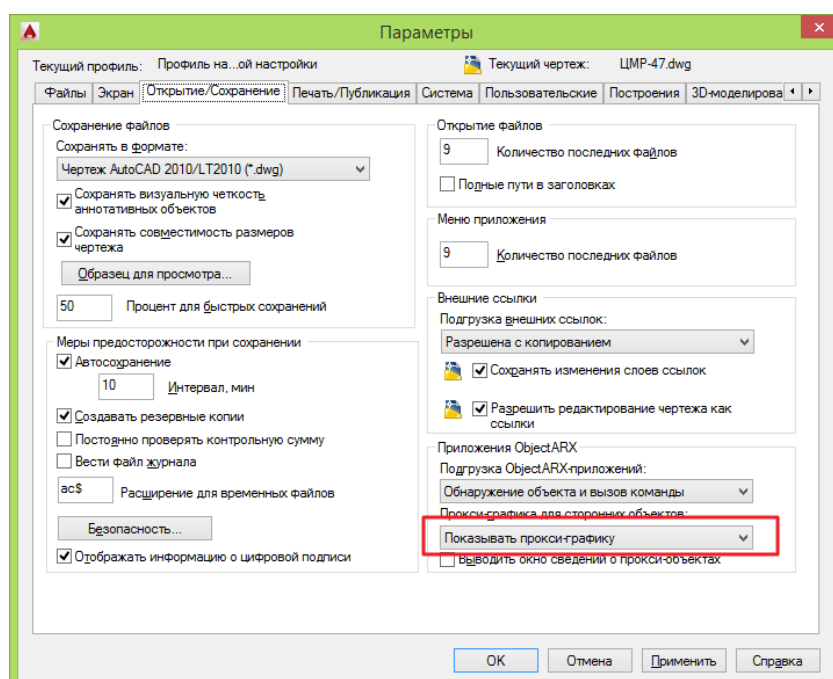 Параметры
Текущий профиль: Профиль на...ой настройки
Текущий чертеж: ЦМР-47.dwg
Файлы
Экран
Открытие/Сохранение
Печать/Публикация
Система
Пользовательские
Построения
3D-моделирова
Сохранение файлов
Сохранять в формате:
Чертеж AutoCAD 2010/LT2010 (*.dwg)
Сохранять визуальную четкость
аннотативных объектов
Сохранять совместимость размеров
чертежа
Образец для просмотра...
50 Процент для быстрых сохранений
Меры предосторожности при сохранении
Автосохранение
10 Интервал, мин
Создавать резервные копии
Постоянно проверять контрольную сумму
Вести файл журнала
ac$ Расширение для временных файлов
Безопасность...
Отображать информацию о цифровой подписи
Открытие файлов
9 Количество последних файлов
Полные пути в заголовках
Меню приложения
9 Количество последних файлов
Внешние ссылки
Подгрузка внешних ссылок:
Разрешена с копированием
Сохранять изменения слоев ссылок
Разрешить редактирование чертежа как
ссылки
Приложения ObjectARX
Подгрузка ObjectARX-приложений:
Обнаружение объекта и вызов команды
Прокси-графика для сторонних объектов:
Показывать прокси-графику
Выводить окно сведений о прокси-объектах
OK
Отмена
Применить
Справка